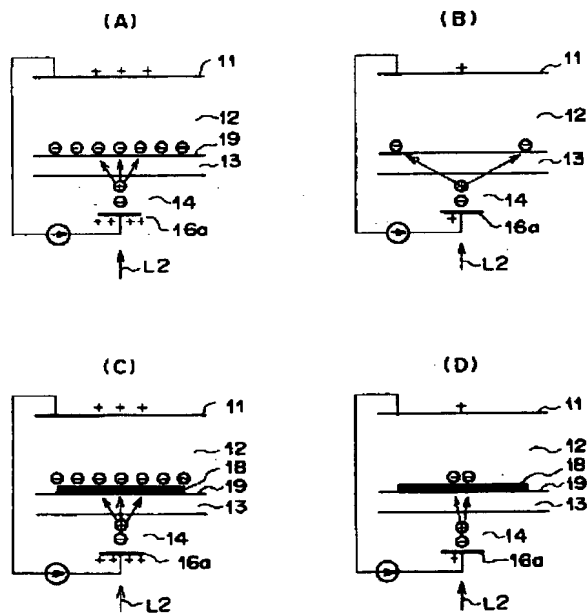 (A)
+ + +
11
12
19
⊖ ⊖ ⊖ ⊖ ⊖ ⊖ ⊖
13
⊕
⊖
14
16a
+ + + +
L2
(B)
+
11
12
19
⊖ ⊖
13
⊕
⊖
14
16a
+
L2
(C)
+ + +
11
12
18
⊖ ⊖ ⊖ ⊖ ⊖ ⊖ ⊖
19
13
⊕
⊖
14
16a
+ + + +
L2
(D)
+
11
12
18
⊖ ⊖
19
13
⊕
⊖
14
16a
+
L2